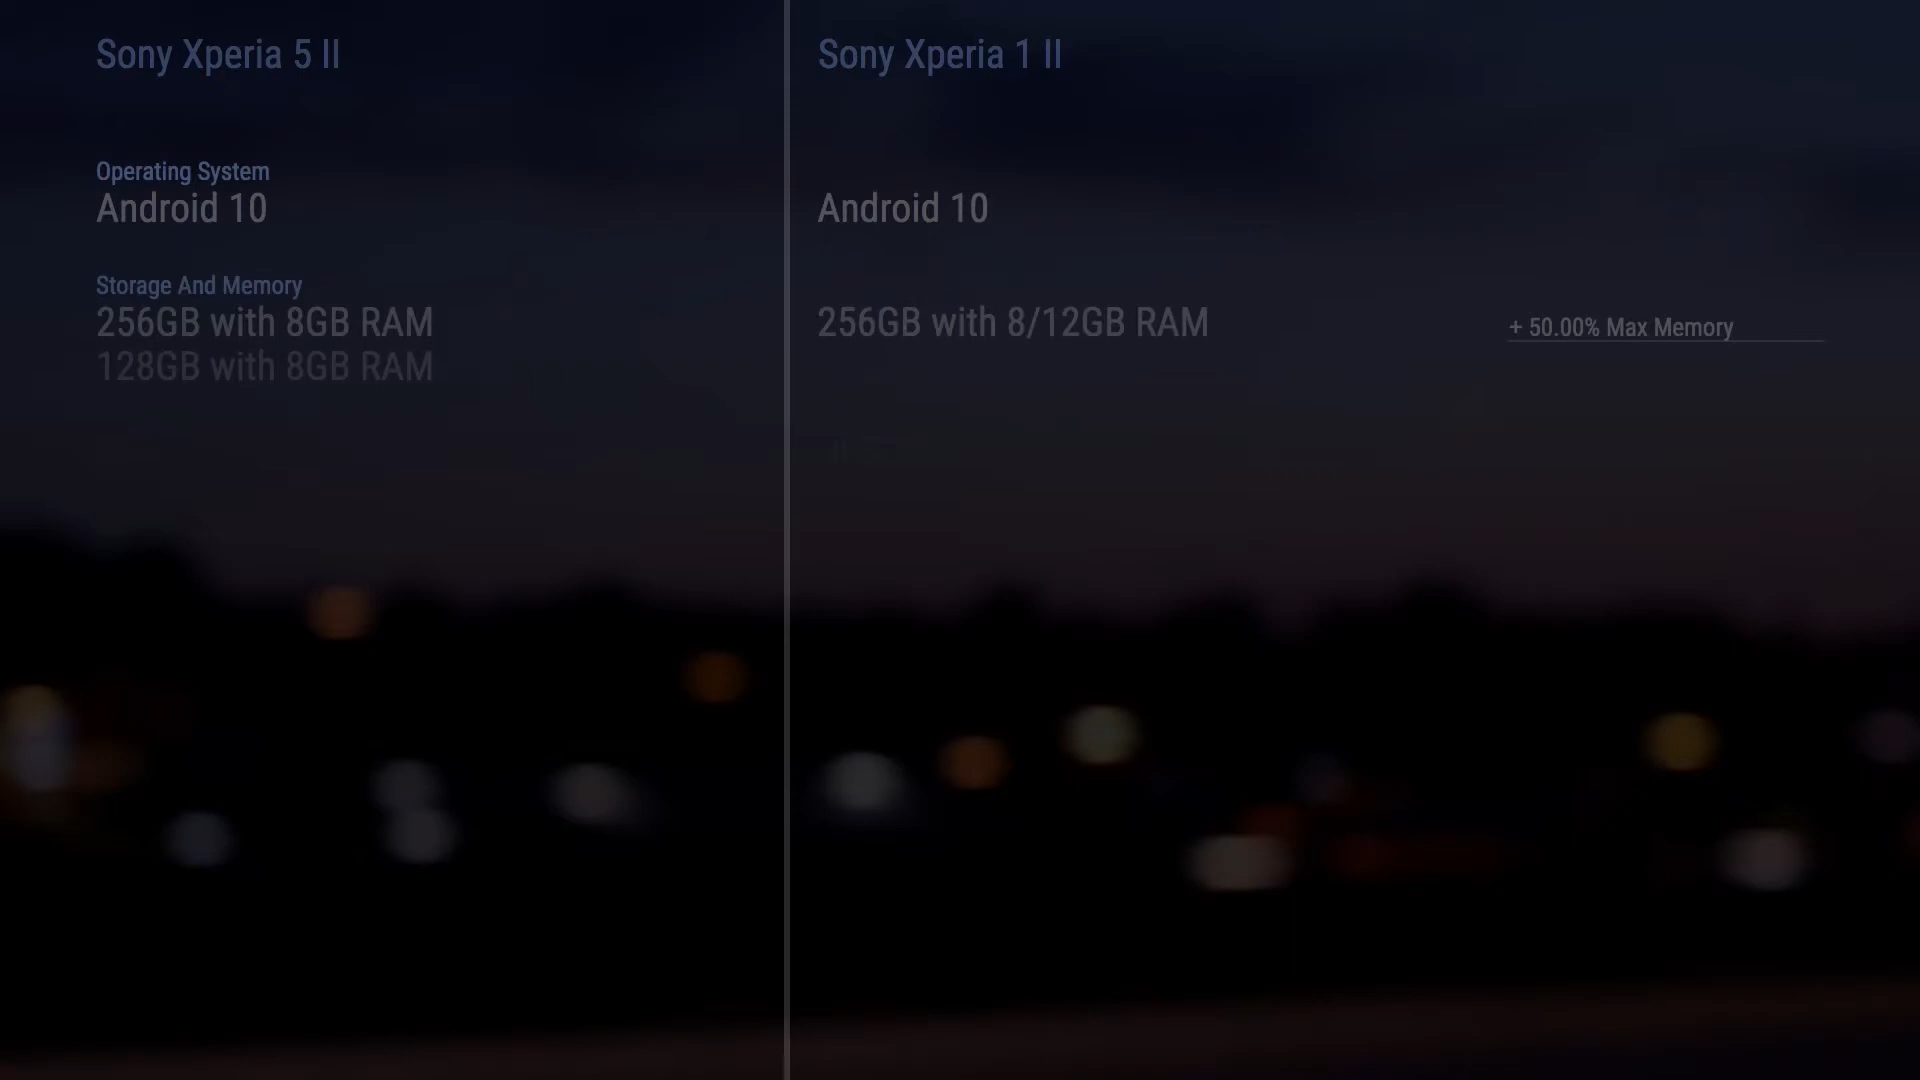 Sony Xperia 5 II
Sony Xperia 1 II
Operating System
Android 10
Android 10
Storage And Memory
256GB with 8GB RAM
256GB with 8/12GB RAM
+ 50.00% Max Memory
128GB with 8GB RAM